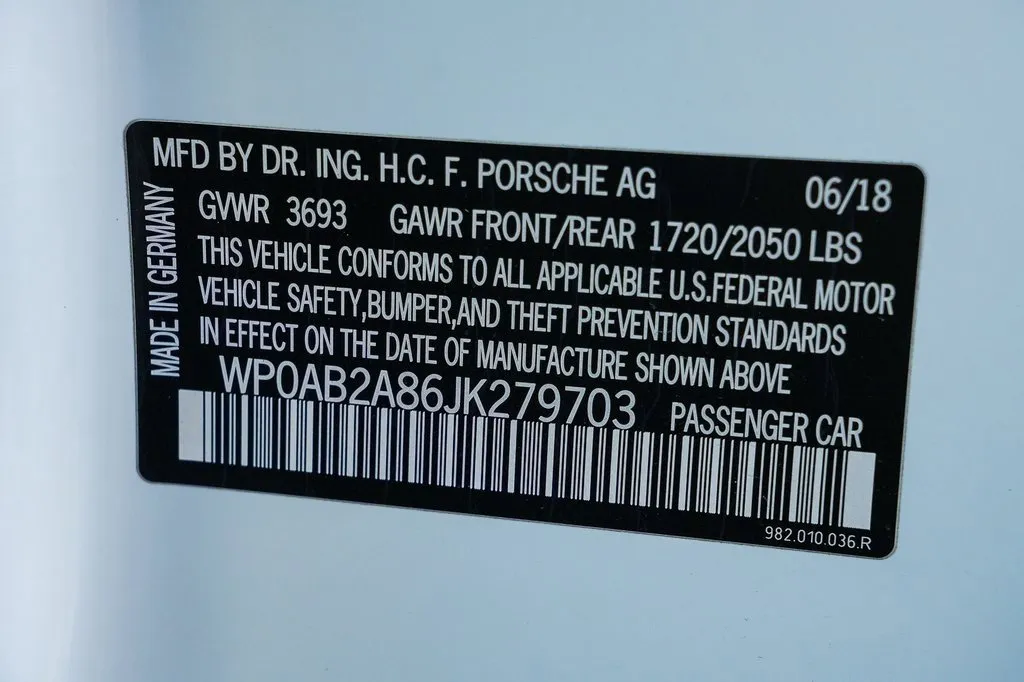 MFD BY DR. ING. H.C. F. PORSCHE AG 06/18
GVWR 3693 GAWR FRONT/REAR 1720/2050 LBS
THIS VEHICLE CONFORMS TO ALL APPLICABLE U.S.FEDERAL MOTOR
VEHICLE SAFETY,BUMPER,AND THEFT PREVENTION STANDARDS
IN EFFECT ON THE DATE OF MANUFACTURE SHOWN ABOVE
WP0AB2A86JK279703 PASSENGER CAR
982.010.036.R
MADE IN GERMANY